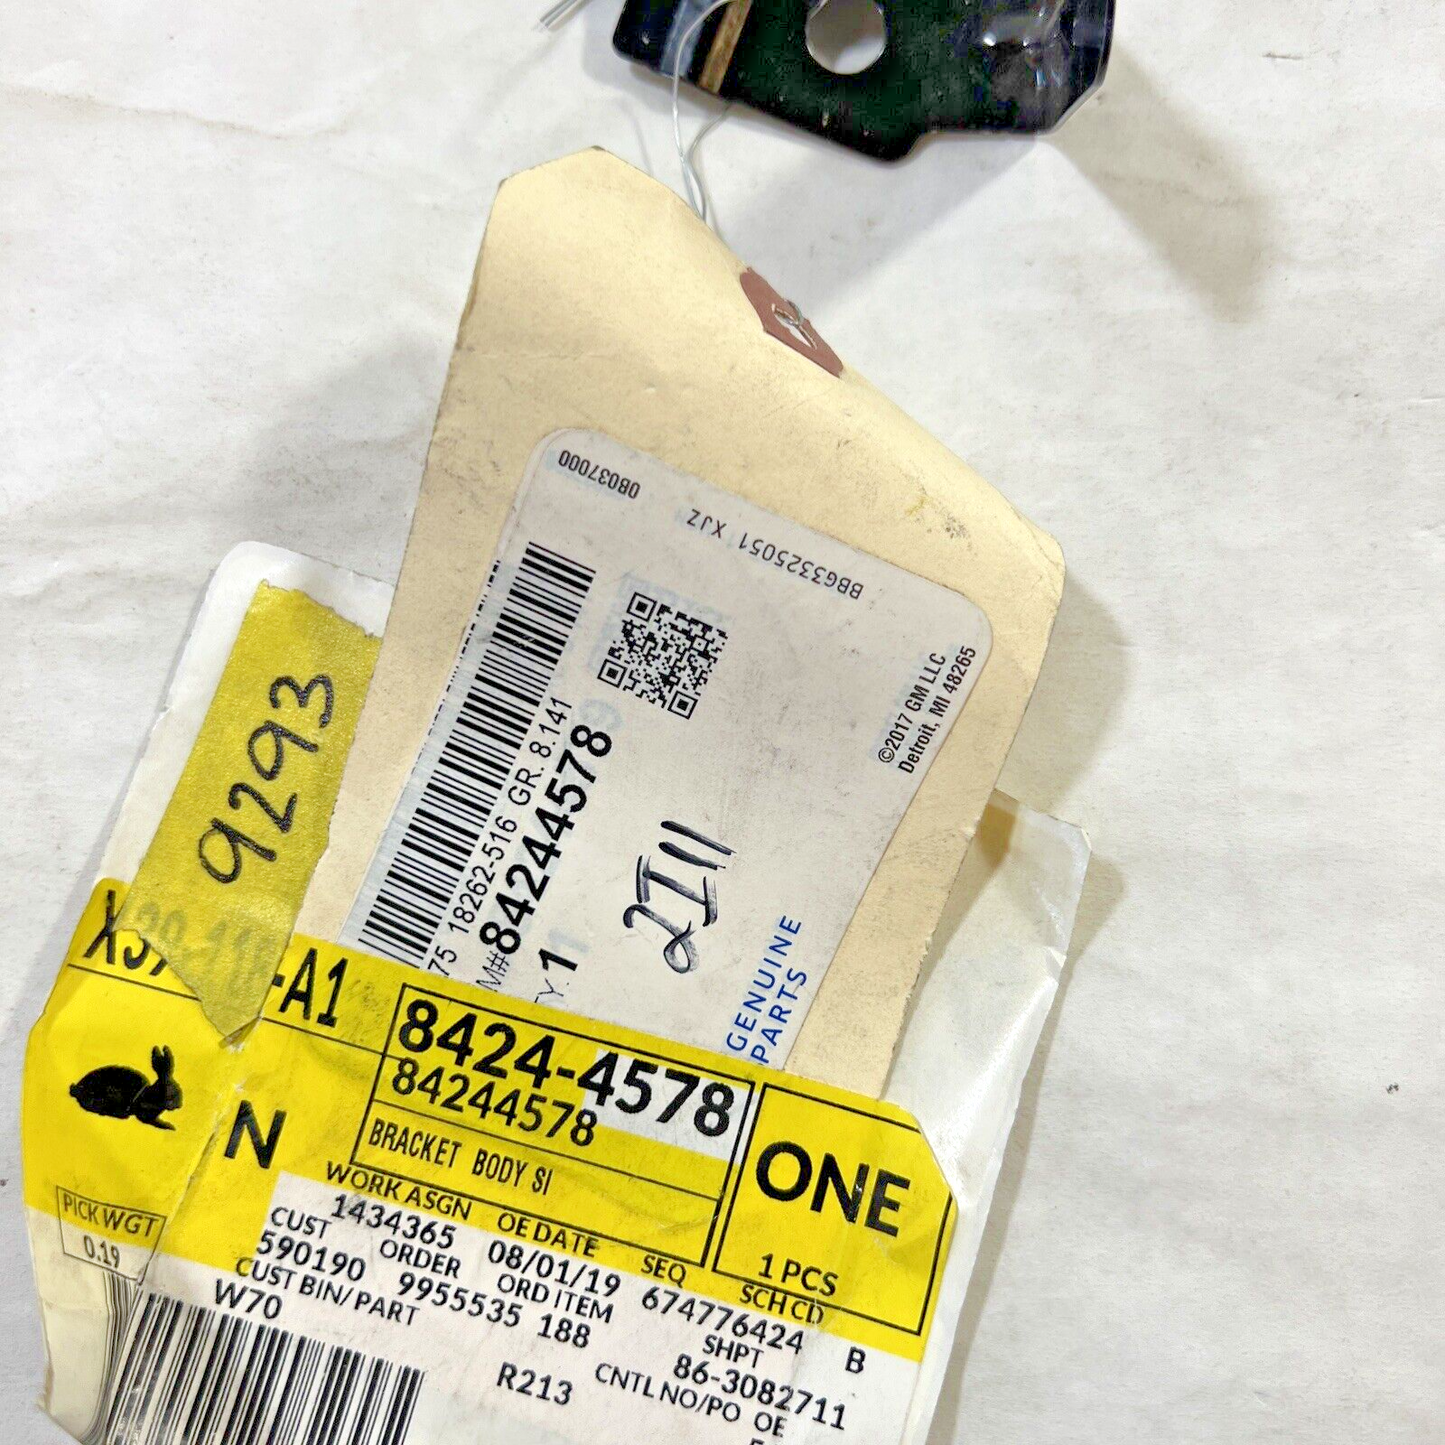 0B037000
BBG3325051 XJZ
©2017 GM LLC
Detroit, MI 48265
75 18262-516 GR. 8.141
M#84244578
Y. 1
GENUINE
PARTS
9293
-A1
8424-4578
84244578
BRACKET BODY SI
N
ONE
1 PCS
PICKWGT
0.19
WORK ASGN OE DATE SEQ SCH CD
1434365 08/01/19 674776424 B
CUST ORDER ORD ITEM SHPT
590190 9955535 188 86-3082711
CUST BIN/PART CNTL NO/PO OE
W70 R213